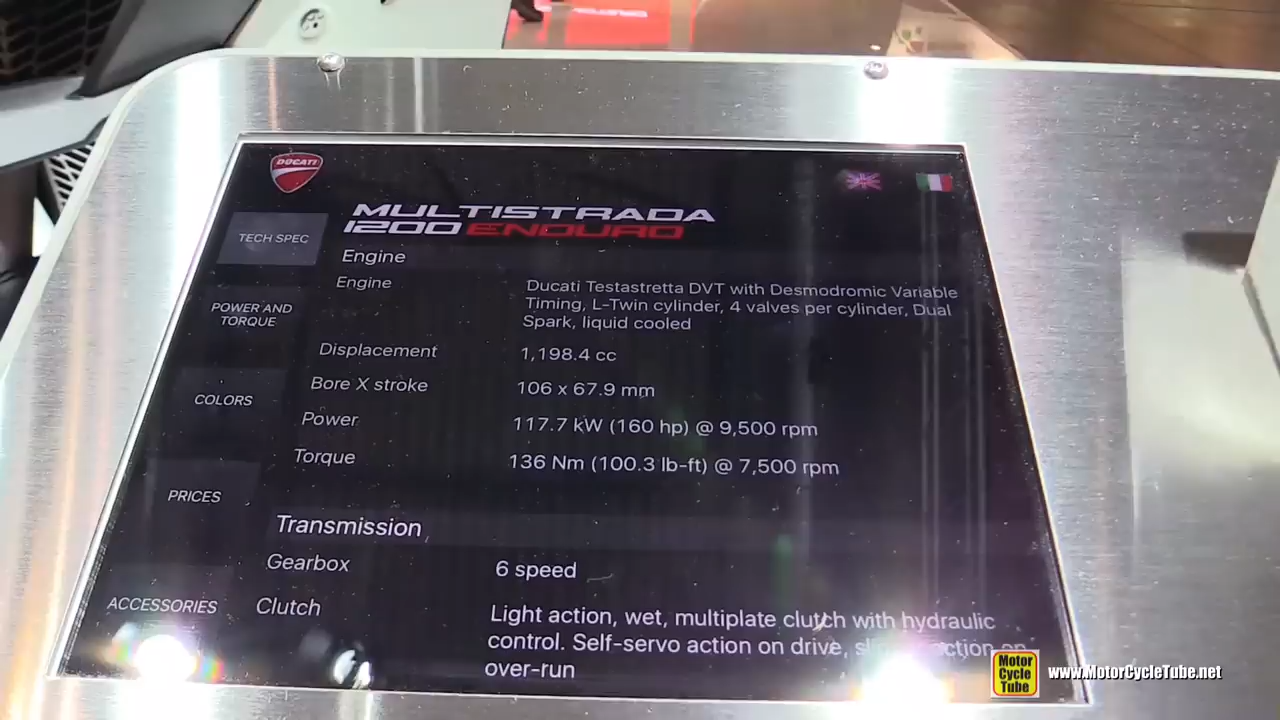 DUCATI
MULTISTRADA
1200 ENDURO
TECH SPEC
POWER AND
TORQUE
COLORS
PRICES
ACCESSORIES
Engine
Engine
Ducati Testastretta DVT with Desmodromic Variable
Timing, L-Twin cylinder, 4 valves per cylinder, Dual
Spark, liquid cooled
Displacement
1,198.4 cc
Bore X stroke
106 x 67.9 mm
Power
117.7 kW (160 hp) @ 9,500 rpm
Torque
136 Nm (100.3 lb-ft) @ 7,500 rpm
Transmission
Gearbox
6 speed
Clutch
Light action, wet, multiplate clutch with hydraulic
control. Self-servo action on drive,
over-run
Motor
Cycle
Tube
www.MotorCycleTube.net